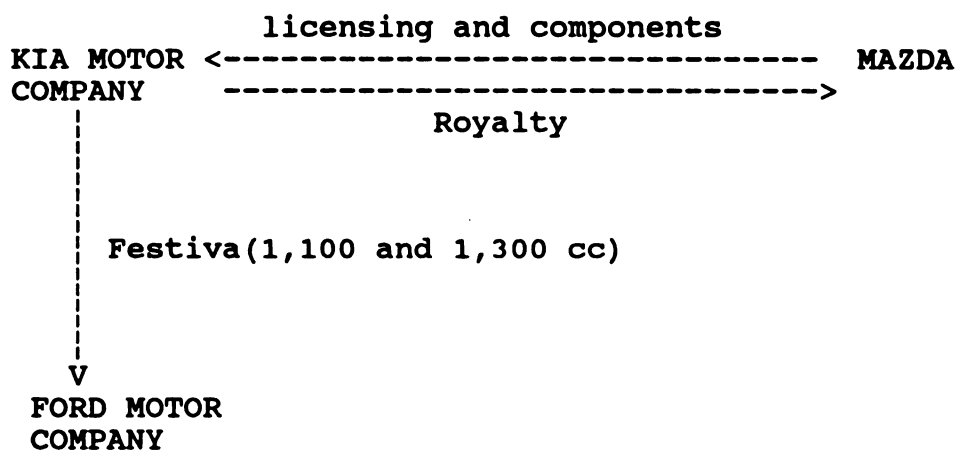 licensing and components
KIA MOTOR <------------------------------- MAZDA
COMPANY ------------------------------->
Royalty
Festiva(1,100 and 1,300 cc)
V
FORD MOTOR
COMPANY